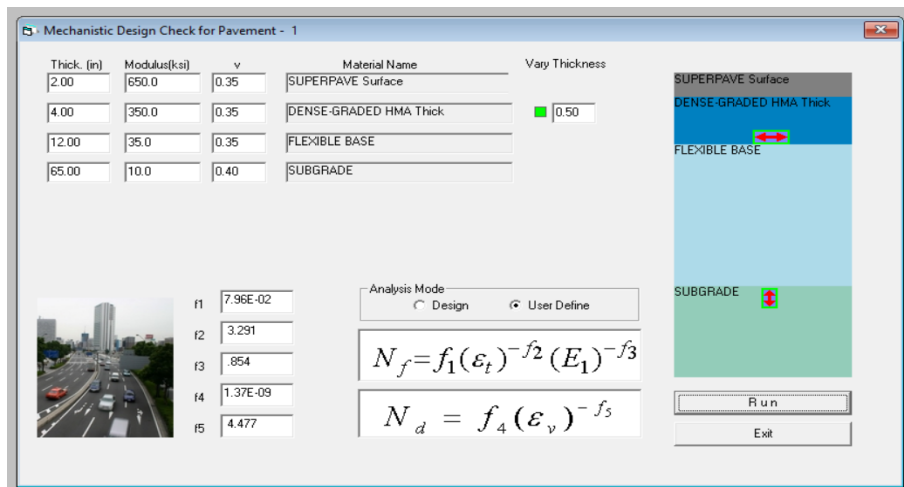 Mechanistic Design Check for Pavement - 1
Thick. (in) Modulus(ksi) v Material Name Vary Thickness
2.00 650.0 0.35 SUPERPAVE Surface
4.00 350.0 0.35 DENSE-GRADED HMA Thick 0.50
12.00 35.0 0.35 FLEXIBLE BASE
65.00 10.0 0.40 SUBGRADE
SUPERPAVE Surface
DENSE-GRADED HMA Thick
FLEXIBLE BASE
SUBGRADE
f1 7.96E-02
f2 3.291
f3 .854
f4 1.37E-09
f5 4.477
Analysis Mode
Design User Define
N_f=f_1(ε_t)^{-f_2}(E_1)^{-f_3}
N_d = f_4(ε_v)^{-f_5}
Run
Exit